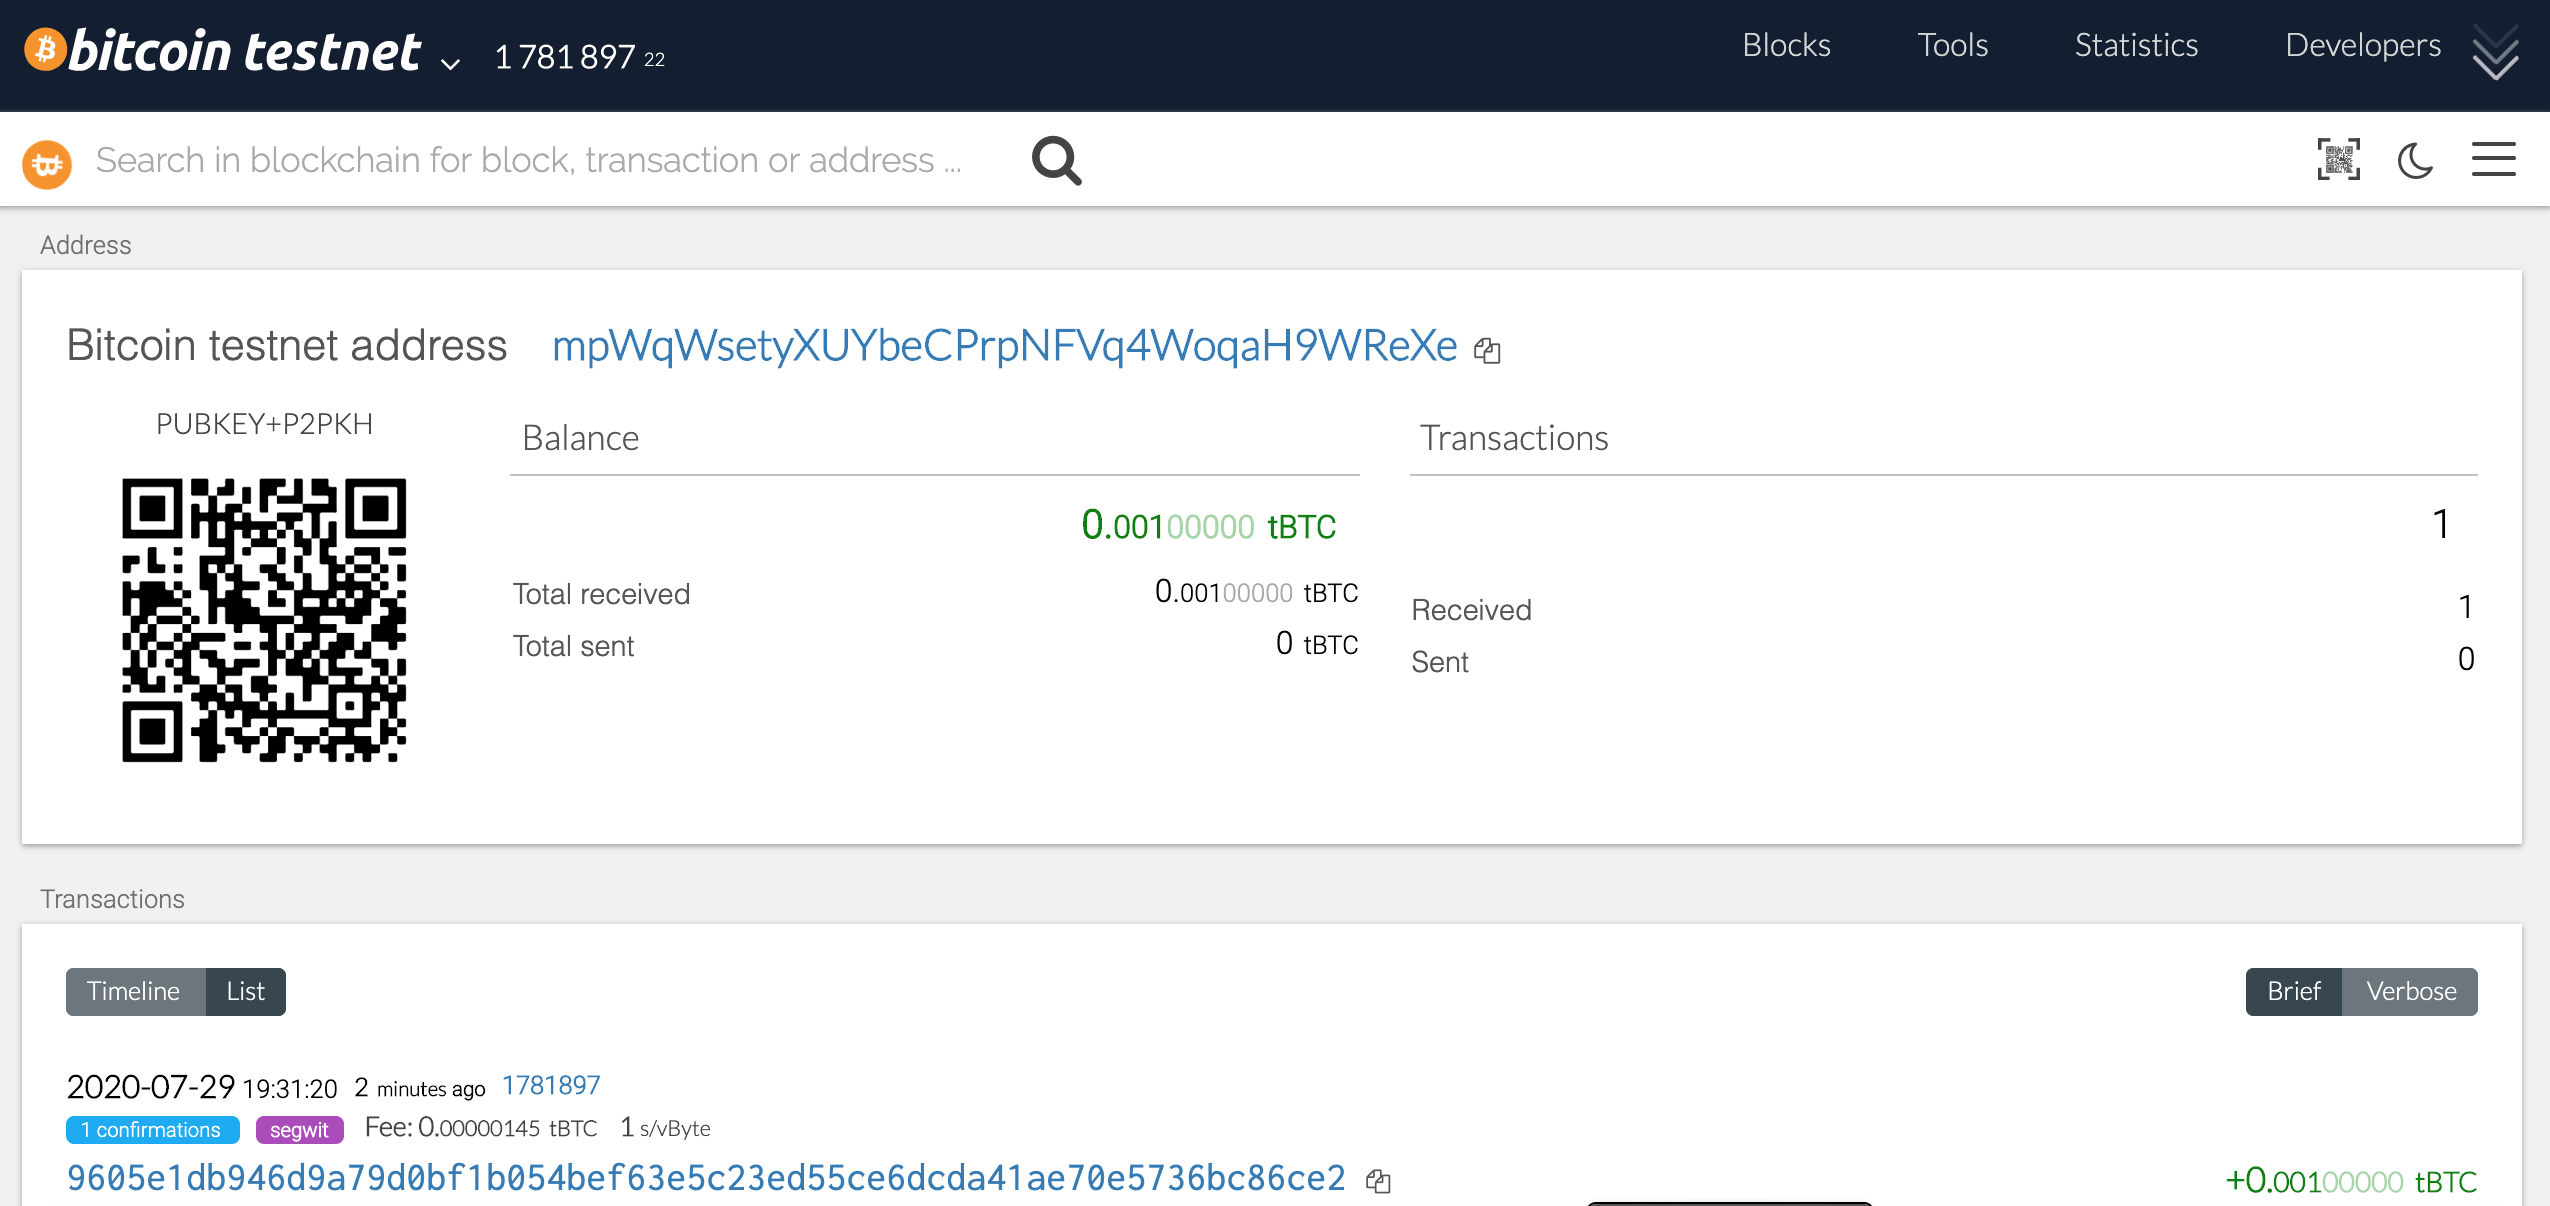 bitcoin testnet 1 781 897 22 Blocks Tools Statistics Developers
Search in blockchain for block, transaction or address ...
Address
Bitcoin testnet address mpWqWsetyXUYbeCPrpNFVq4WoqaH9WReXe
PUBKEY+P2PKH
Balance
0.00100000 tBTC
Total received 0.00100000 tBTC
Total sent 0 tBTC
Transactions
1
Received 1
Sent 0
Transactions
Timeline List Brief Verbose
2020-07-29 19:31:20 2 minutes ago 1781897
1 confirmations segwit Fee: 0.00000145 tBTC 1 s/vByte
9605e1db946d9a79d0bf1b054bef63e5c23ed55ce6dcda41ae70e5736bc86ce2 +0.00100000 tBTC